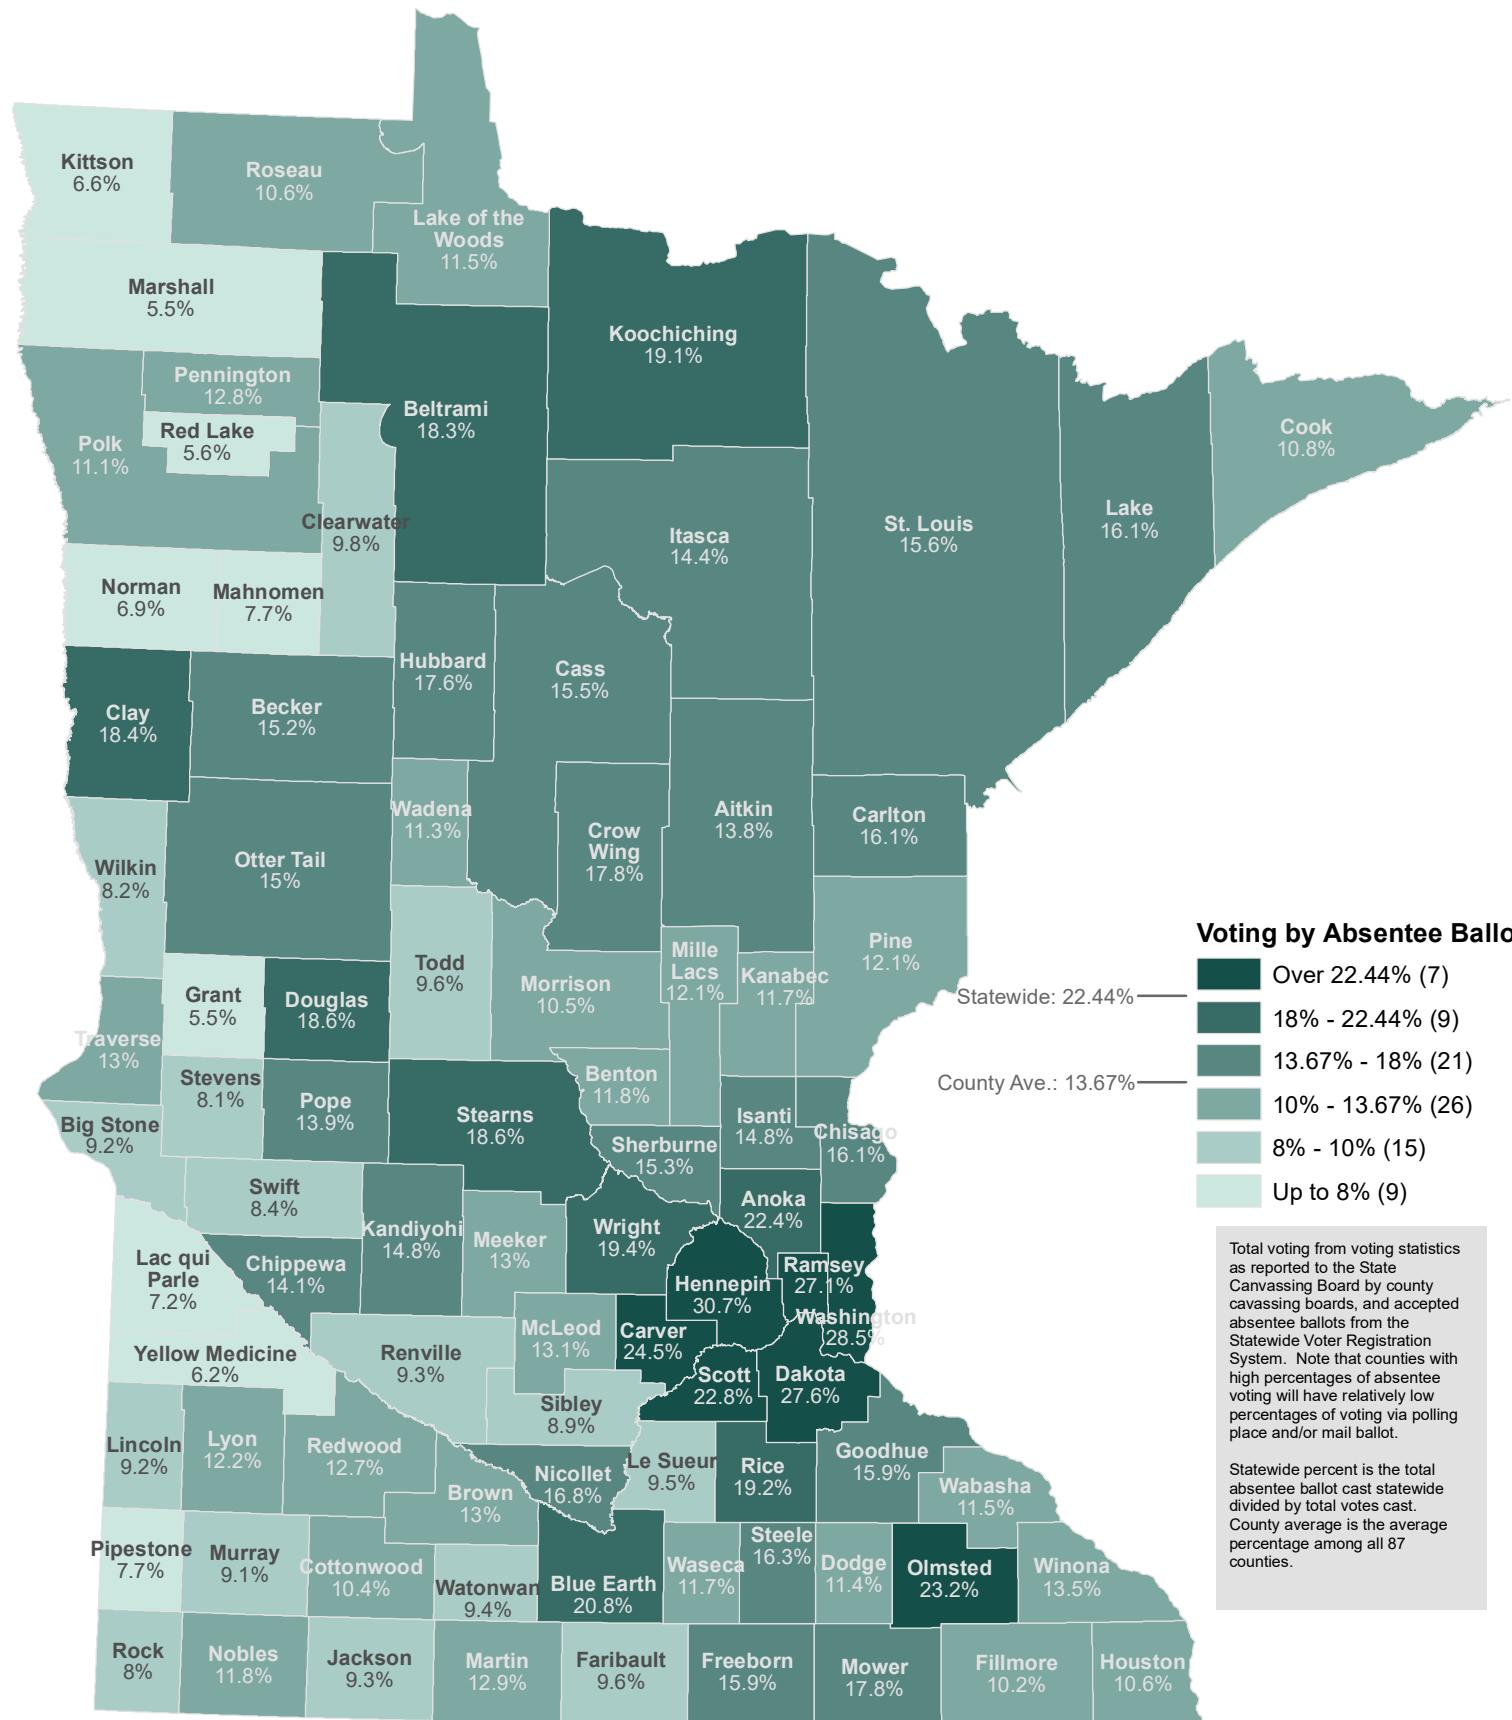 Kittson
6.6%
Roseau
10.6%
Lake of the
Woods
11.5%
Marshall
5.5%
Koochiching
19.1%
Pennington
12.8%
Beltrami
18.3%
Red Lake
5.6%
Polk
11.1%
Cook
10.8%
Clearwater
9.8%
Itasca
14.4%
St. Louis
15.6%
Lake
16.1%
Norman
6.9%
Mahnomen
7.7%
Hubbard
17.6%
Cass
15.5%
Clay
18.4%
Becker
15.2%
Wadena
11.3%
Crow
Wing
17.8%
Aitkin
13.8%
Carlton
16.1%
Wilkin
8.2%
Otter Tail
15%
Todd
9.6%
Morrison
10.5%
Mille
Lacs
12.1%
Kanabec
11.7%
Pine
12.1%
Grant
5.5%
Douglas
18.6%
Traverse
13%
Stevens
8.1%
Pope
13.9%
Stearns
18.6%
Benton
11.8%
Isanti
14.8%
Chisago
16.1%
Big Stone
9.2%
Sherburne
15.3%
Swift
8.4%
Kandiyohi
14.8%
Meeker
13%
Wright
19.4%
Anoka
22.4%
Lac qui
Parle
7.2%
Chippewa
14.1%
Hennepin
30.7%
Ramsey
27.1%
Washington
28.5%
Yellow Medicine
6.2%
Renville
9.3%
McLeod
13.1%
Carver
24.5%
Scott
22.8%
Dakota
27.6%
Sibley
8.9%
Lincoln
9.2%
Lyon
12.2%
Redwood
12.7%
Brown
13%
Nicollet
16.8%
Le Sueur
9.5%
Rice
19.2%
Goodhue
15.9%
Wabasha
11.5%
Pipestone
7.7%
Murray
9.1%
Cottonwood
10.4%
Watonwan
9.4%
Blue Earth
20.8%
Waseca
11.7%
Steele
16.3%
Dodge
11.4%
Olmsted
23.2%
Winona
13.5%
Rock
8%
Nobles
11.8%
Jackson
9.3%
Martin
12.9%
Faribault
9.6%
Freeborn
15.9%
Mower
17.8%
Fillmore
10.2%
Houston
10.6%
Voting by Absentee Ballo
Over 22.44% (7)
Statewide: 22.44%
18% - 22.44% (9)
13.67% - 18% (21)
County Ave.: 13.67%
10% - 13.67% (26)
8% - 10% (15)
Up to 8% (9)
Total voting from voting statistics
as reported to the State
Canvassing Board by county
cavassing boards, and accepted
absentee ballots from the
Statewide Voter Registration
System.  Note that counties with
high percentages of absentee
voting will have relatively low
percentages of voting via polling
place and/or mail ballot.
Statewide percent is the total
absentee ballot cast statewide
divided by total votes cast.
County average is the average
percentage among all 87
counties.